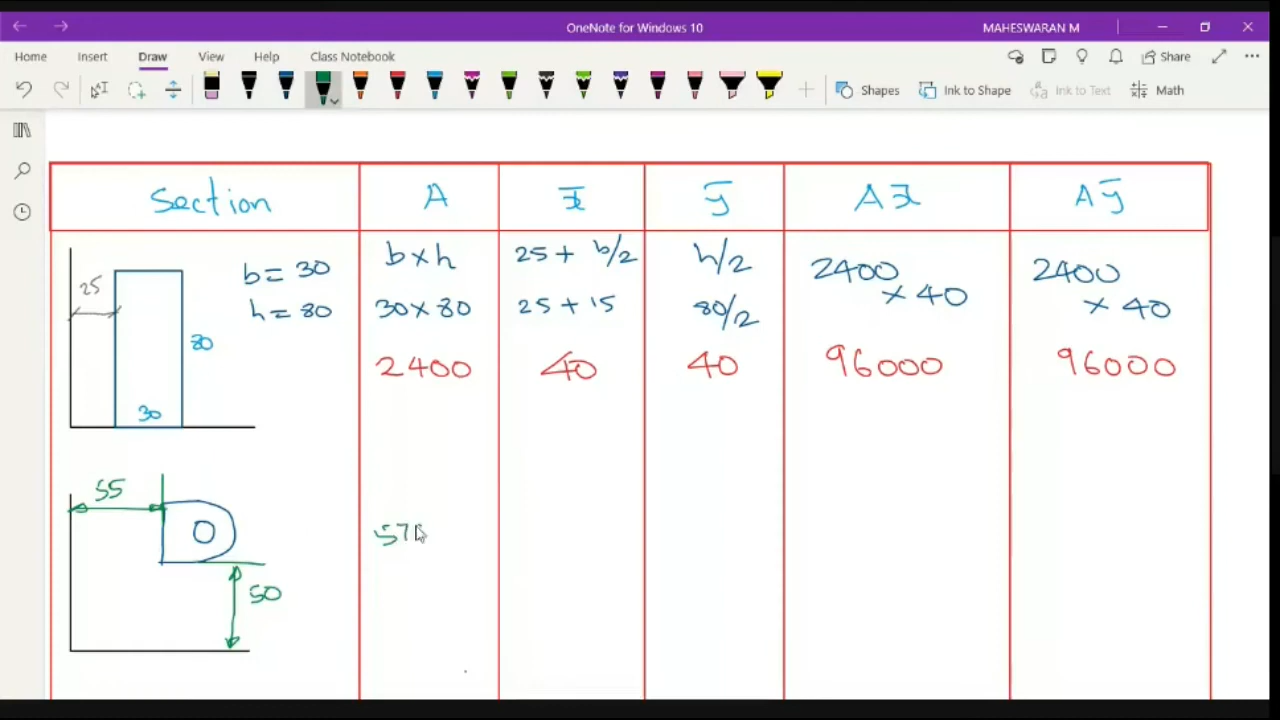 OneNote for Windows 10
MAHESWARAN M
Home Insert Draw View Help Class Notebook
Share
Shapes Ink to Shape Ink to Text Math
Section A x̄ ȳ Ax̄ Aȳ
25
b = 30
h = 80
80
30
b x h
30 x 80
2400
25 + b/2
25 + 15
40
h/2
80/2
40
2400
x 40
96000
2400
x 40
96000
55
50
57